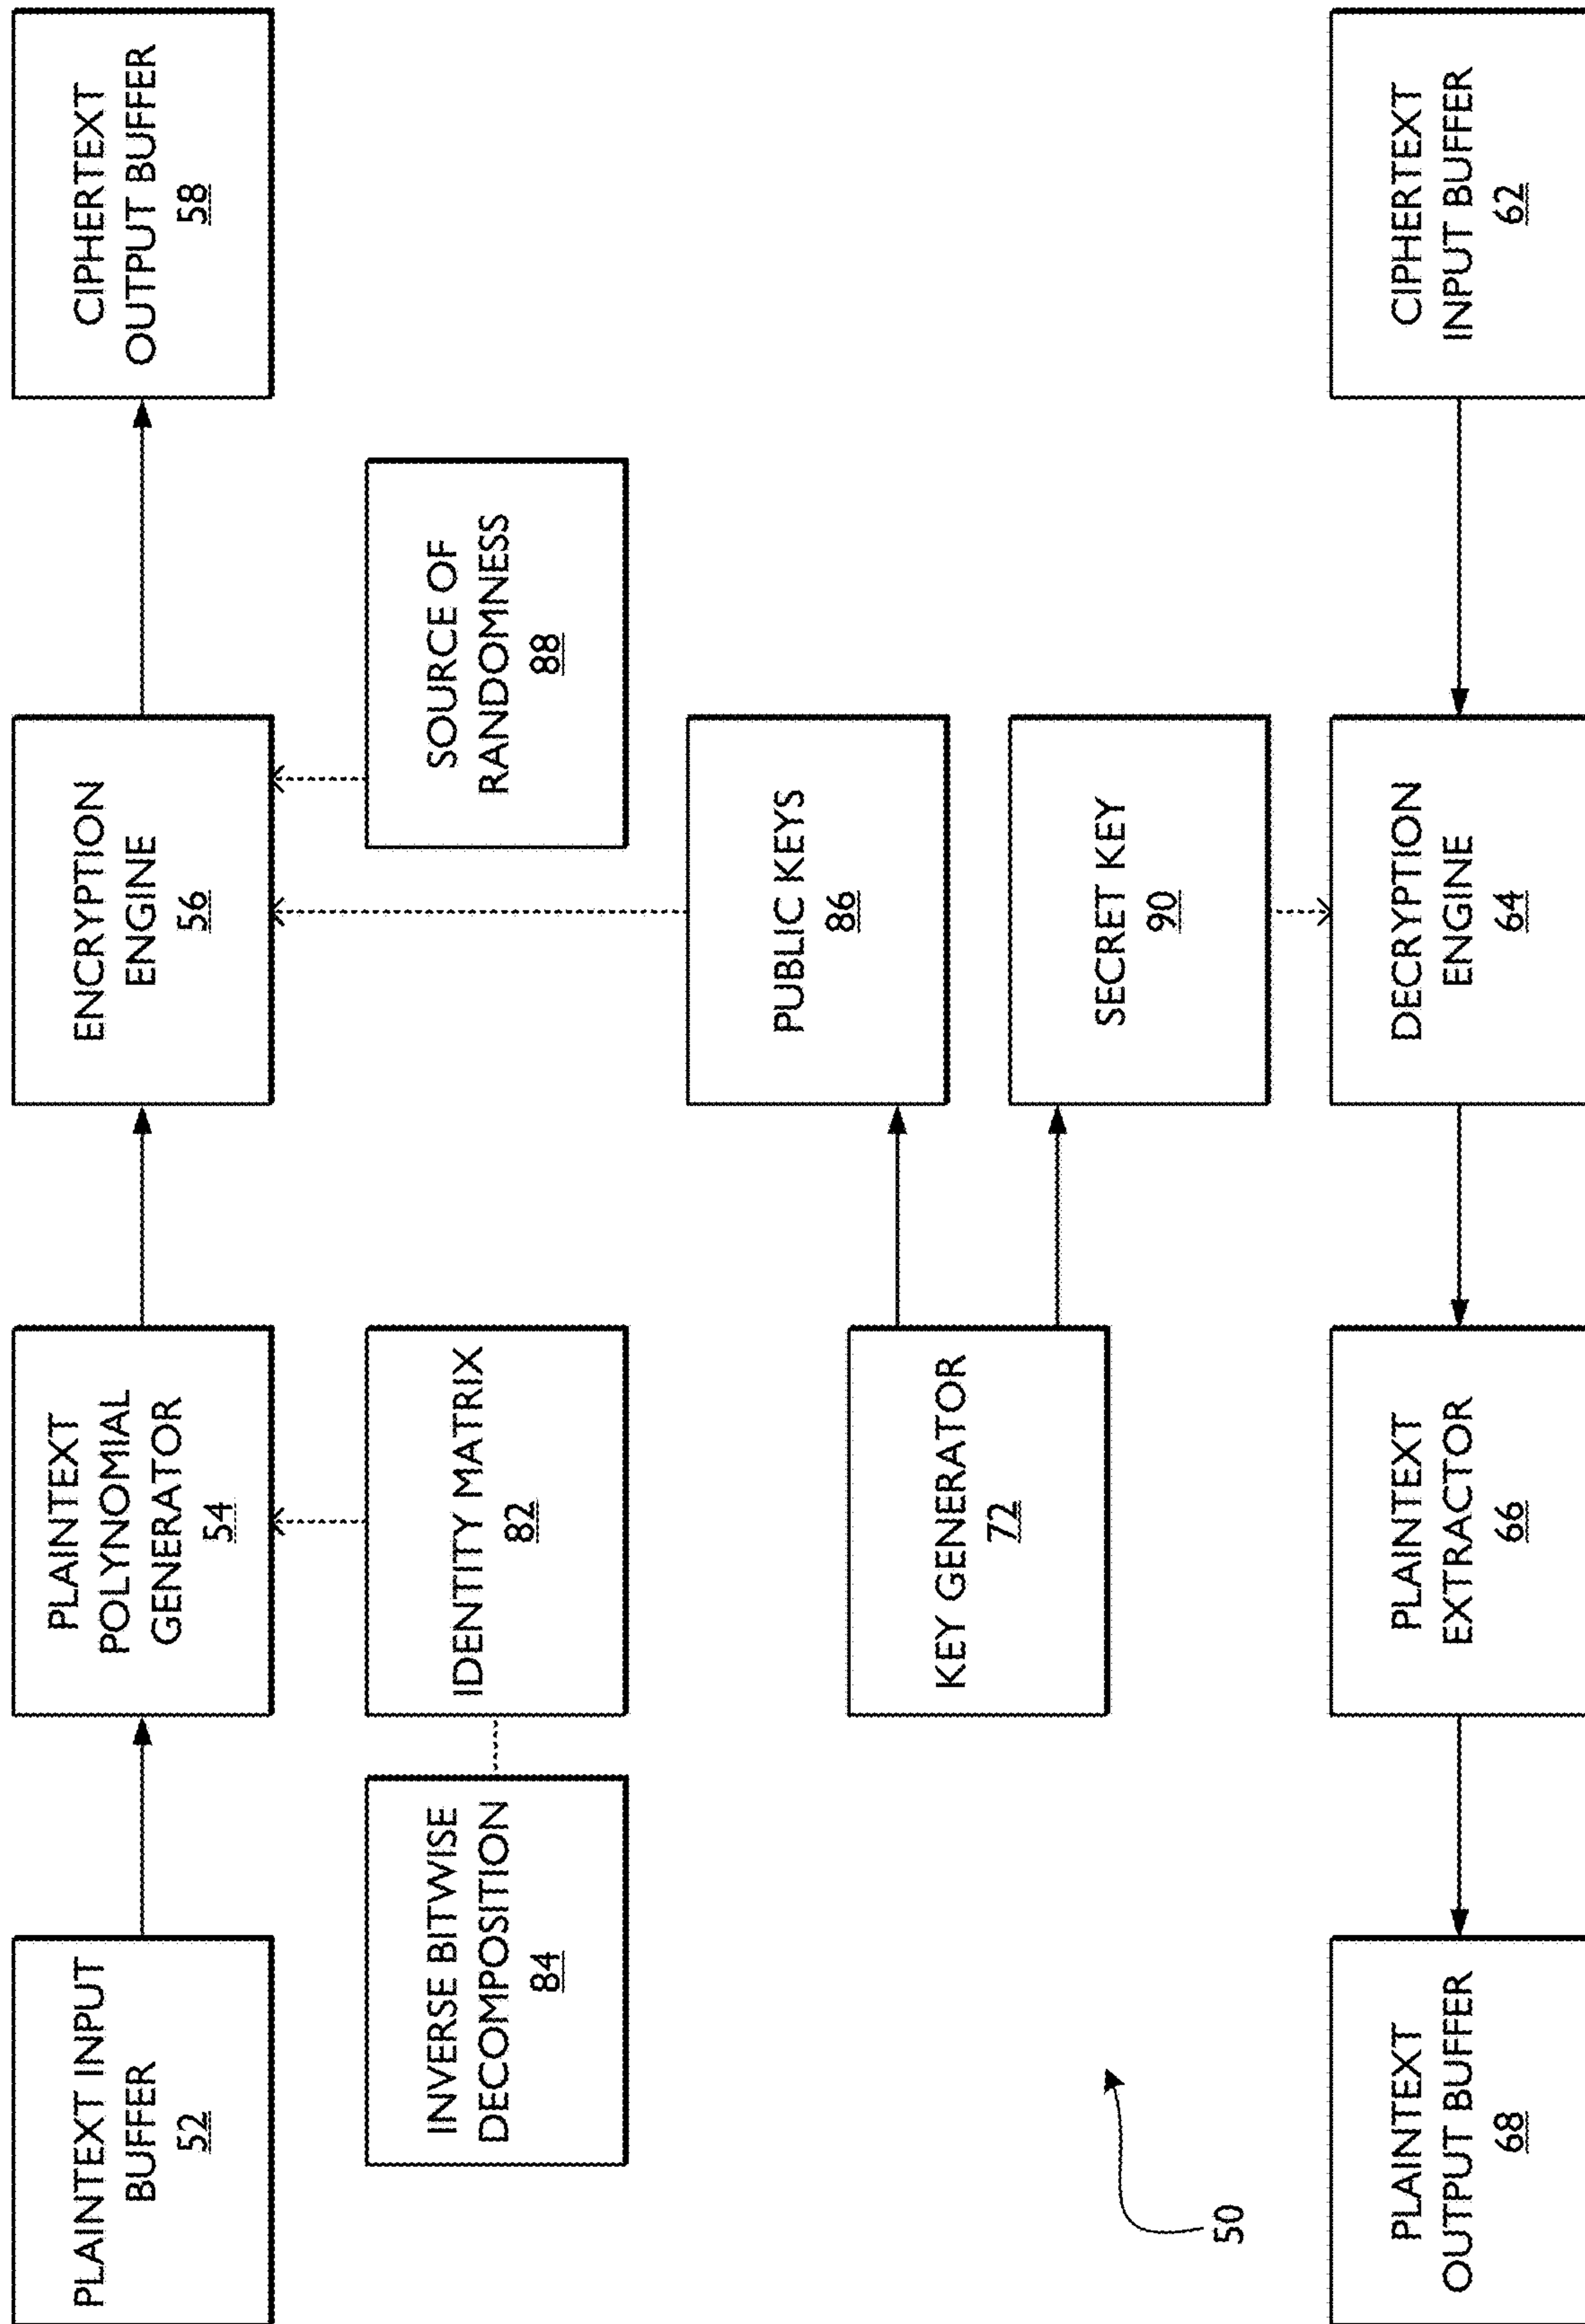 PLAINTEXT INPUT
BUFFER
52
PLAINTEXT
POLYNOMIAL
GENERATOR
54
ENCRYPTION
ENGINE
56
CIPHERTEXT
OUTPUT BUFFER
58
INVERSE BITWISE
DECOMPOSITION
84
IDENTITY MATRIX
82
SOURCE OF
RANDOMNESS
88
PUBLIC KEYS
86
KEY GENERATOR
72
SECRET KEY
90
50
PLAINTEXT
OUTPUT BUFFER
68
PLAINTEXT
EXTRACTOR
66
DECRYPTION
ENGINE
64
CIPHERTEXT
INPUT BUFFER
62